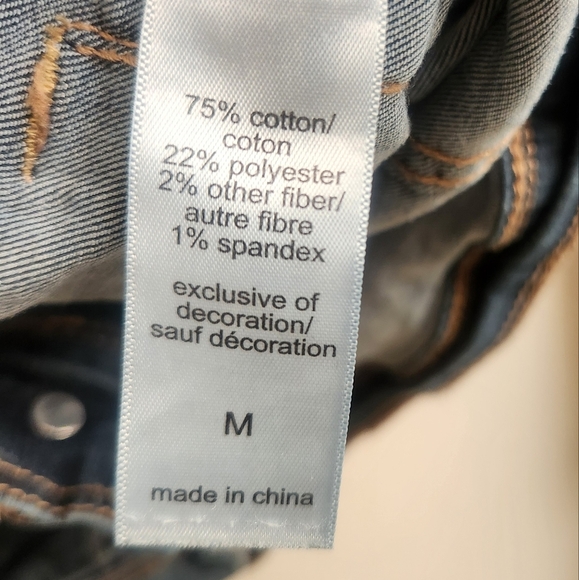 75% cotton/
coton
22% polyester
2% other fiber/
autre fibre
1% spandex
exclusive of
decoration/
sauf décoration
M
made in china